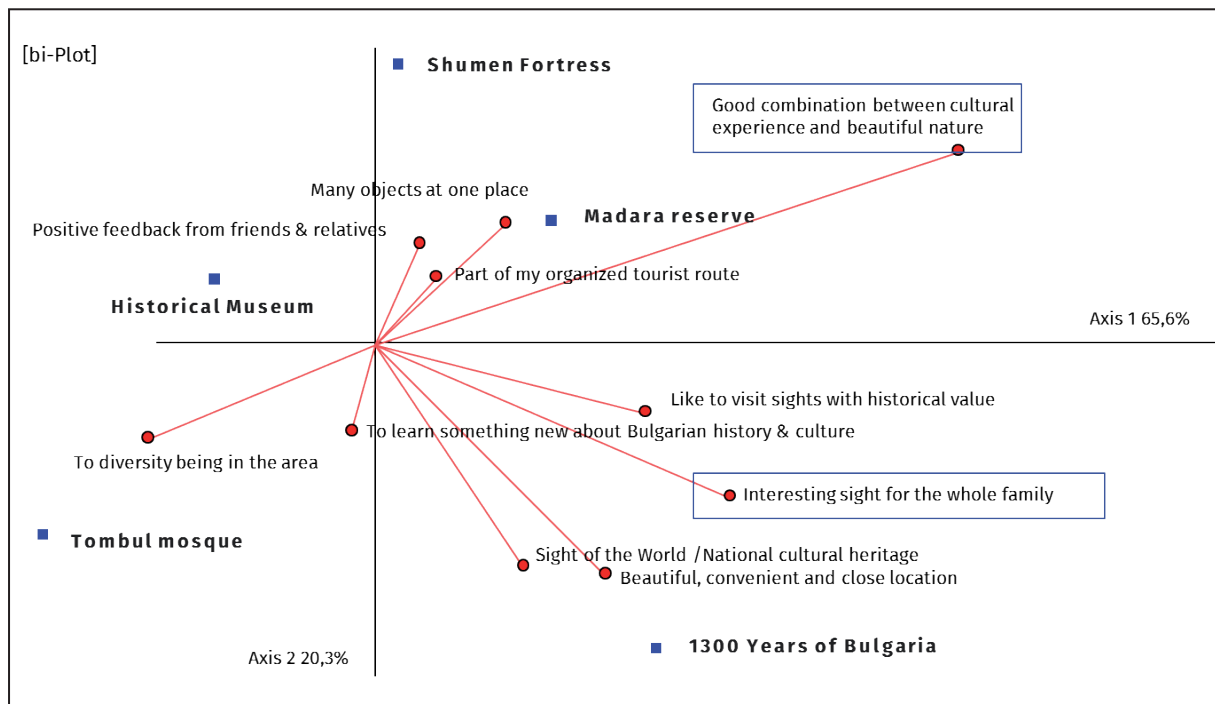 [bi-Plot]
Shumen Fortress
Good combination between cultural
experience and beautiful nature
Many objects at one place
Madara reserve
Positive feedback from friends & relatives
Part of my organized tourist route
Historical Museum
Axis 1 65,6%
Like to visit sights with historical value
To learn something new about Bulgarian history & culture
To diversity being in the area
Interesting sight for the whole family
Tombul mosque
Sight of the World /National cultural heritage
Beautiful, convenient and close location
1300 Years of Bulgaria
Axis 2 20,3%